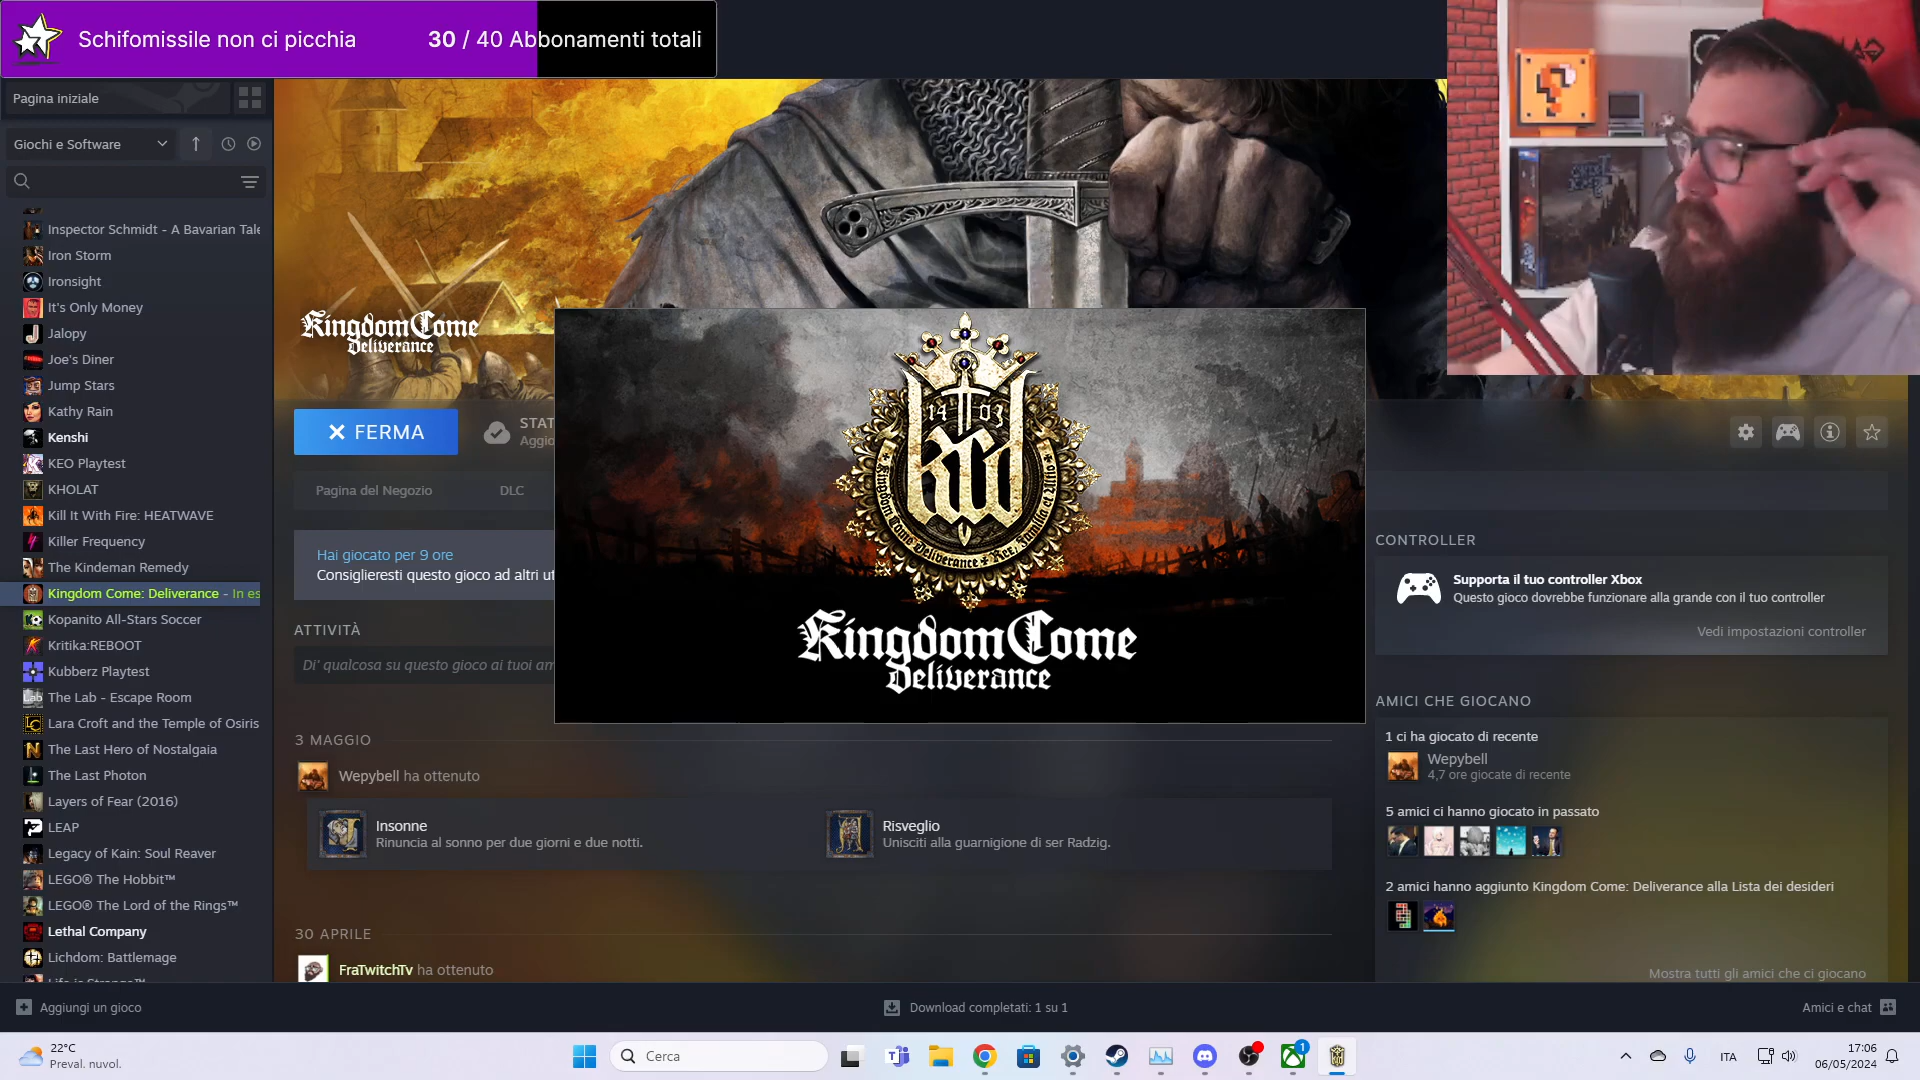 Schifomissile non ci picchia
30 / 40 Abbonamenti totali
Pagina iniziale
Giochi e Software
Inspector Schmidt - A Bavarian Tale
Iron Storm
Ironsight
It's Only Money
Jalopy
Joe's Diner
Jump Stars
Kathy Rain
Kenshi
KEO Playtest
KHOLAT
Kill It With Fire: HEATWAVE
Killer Frequency
The Kindeman Remedy
Kingdom Come: Deliverance - In es
Kopanito All-Stars Soccer
Kritika:REBOOT
Kubberz Playtest
The Lab - Escape Room
Lara Croft and the Temple of Osiris
The Last Hero of Nostalgaia
The Last Photon
Layers of Fear (2016)
LEAP
Legacy of Kain: Soul Reaver
LEGO® The Hobbit™
LEGO® The Lord of the Rings™
Lethal Company
Lichdom: Battlemage
Kingdom Come
Deliverance
FERMA
STAT
Aggio
Pagina del Negozio
DLC
Hai giocato per 9 ore
Consiglieresti questo gioco ad altri ut
ATTIVITÀ
Di' qualcosa su questo gioco ai tuoi am
14 03
Kingdom Come
Deliverance
3 MAGGIO
Wepybell ha ottenuto
Insonne
Rinuncia al sonno per due giorni e due notti.
Risveglio
Unisciti alla guarnigione di ser Radzig.
30 APRILE
FraTwitchTv ha ottenuto
CONTROLLER
Supporta il tuo controller Xbox
Questo gioco dovrebbe funzionare alla grande con il tuo controller
Vedi impostazioni controller
AMICI CHE GIOCANO
1 ci ha giocato di recente
Wepybell
4,7 ore giocate di recente
5 amici ci hanno giocato in passato
2 amici hanno aggiunto Kingdom Come: Deliverance alla Lista dei desideri
Mostra tutti gli amici che ci giocano
Aggiungi un gioco
Download completati: 1 su 1
Amici e chat
22°C
Preval. nuvol.
Cerca
1
ITA
17:06
06/05/2024